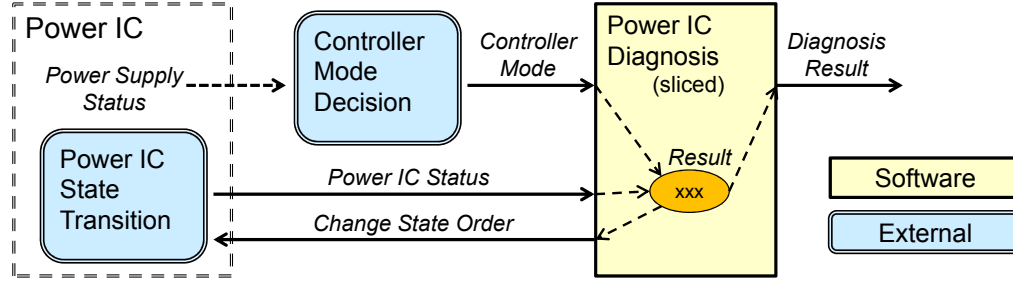 Power IC
Power Supply
Status
Power IC
State
Transition
Controller
Mode
Decision
Controller
Mode
Power IC Status
Change State Order
Power IC
Diagnosis
(sliced)
Result
xxx
Diagnosis
Result
Software
External